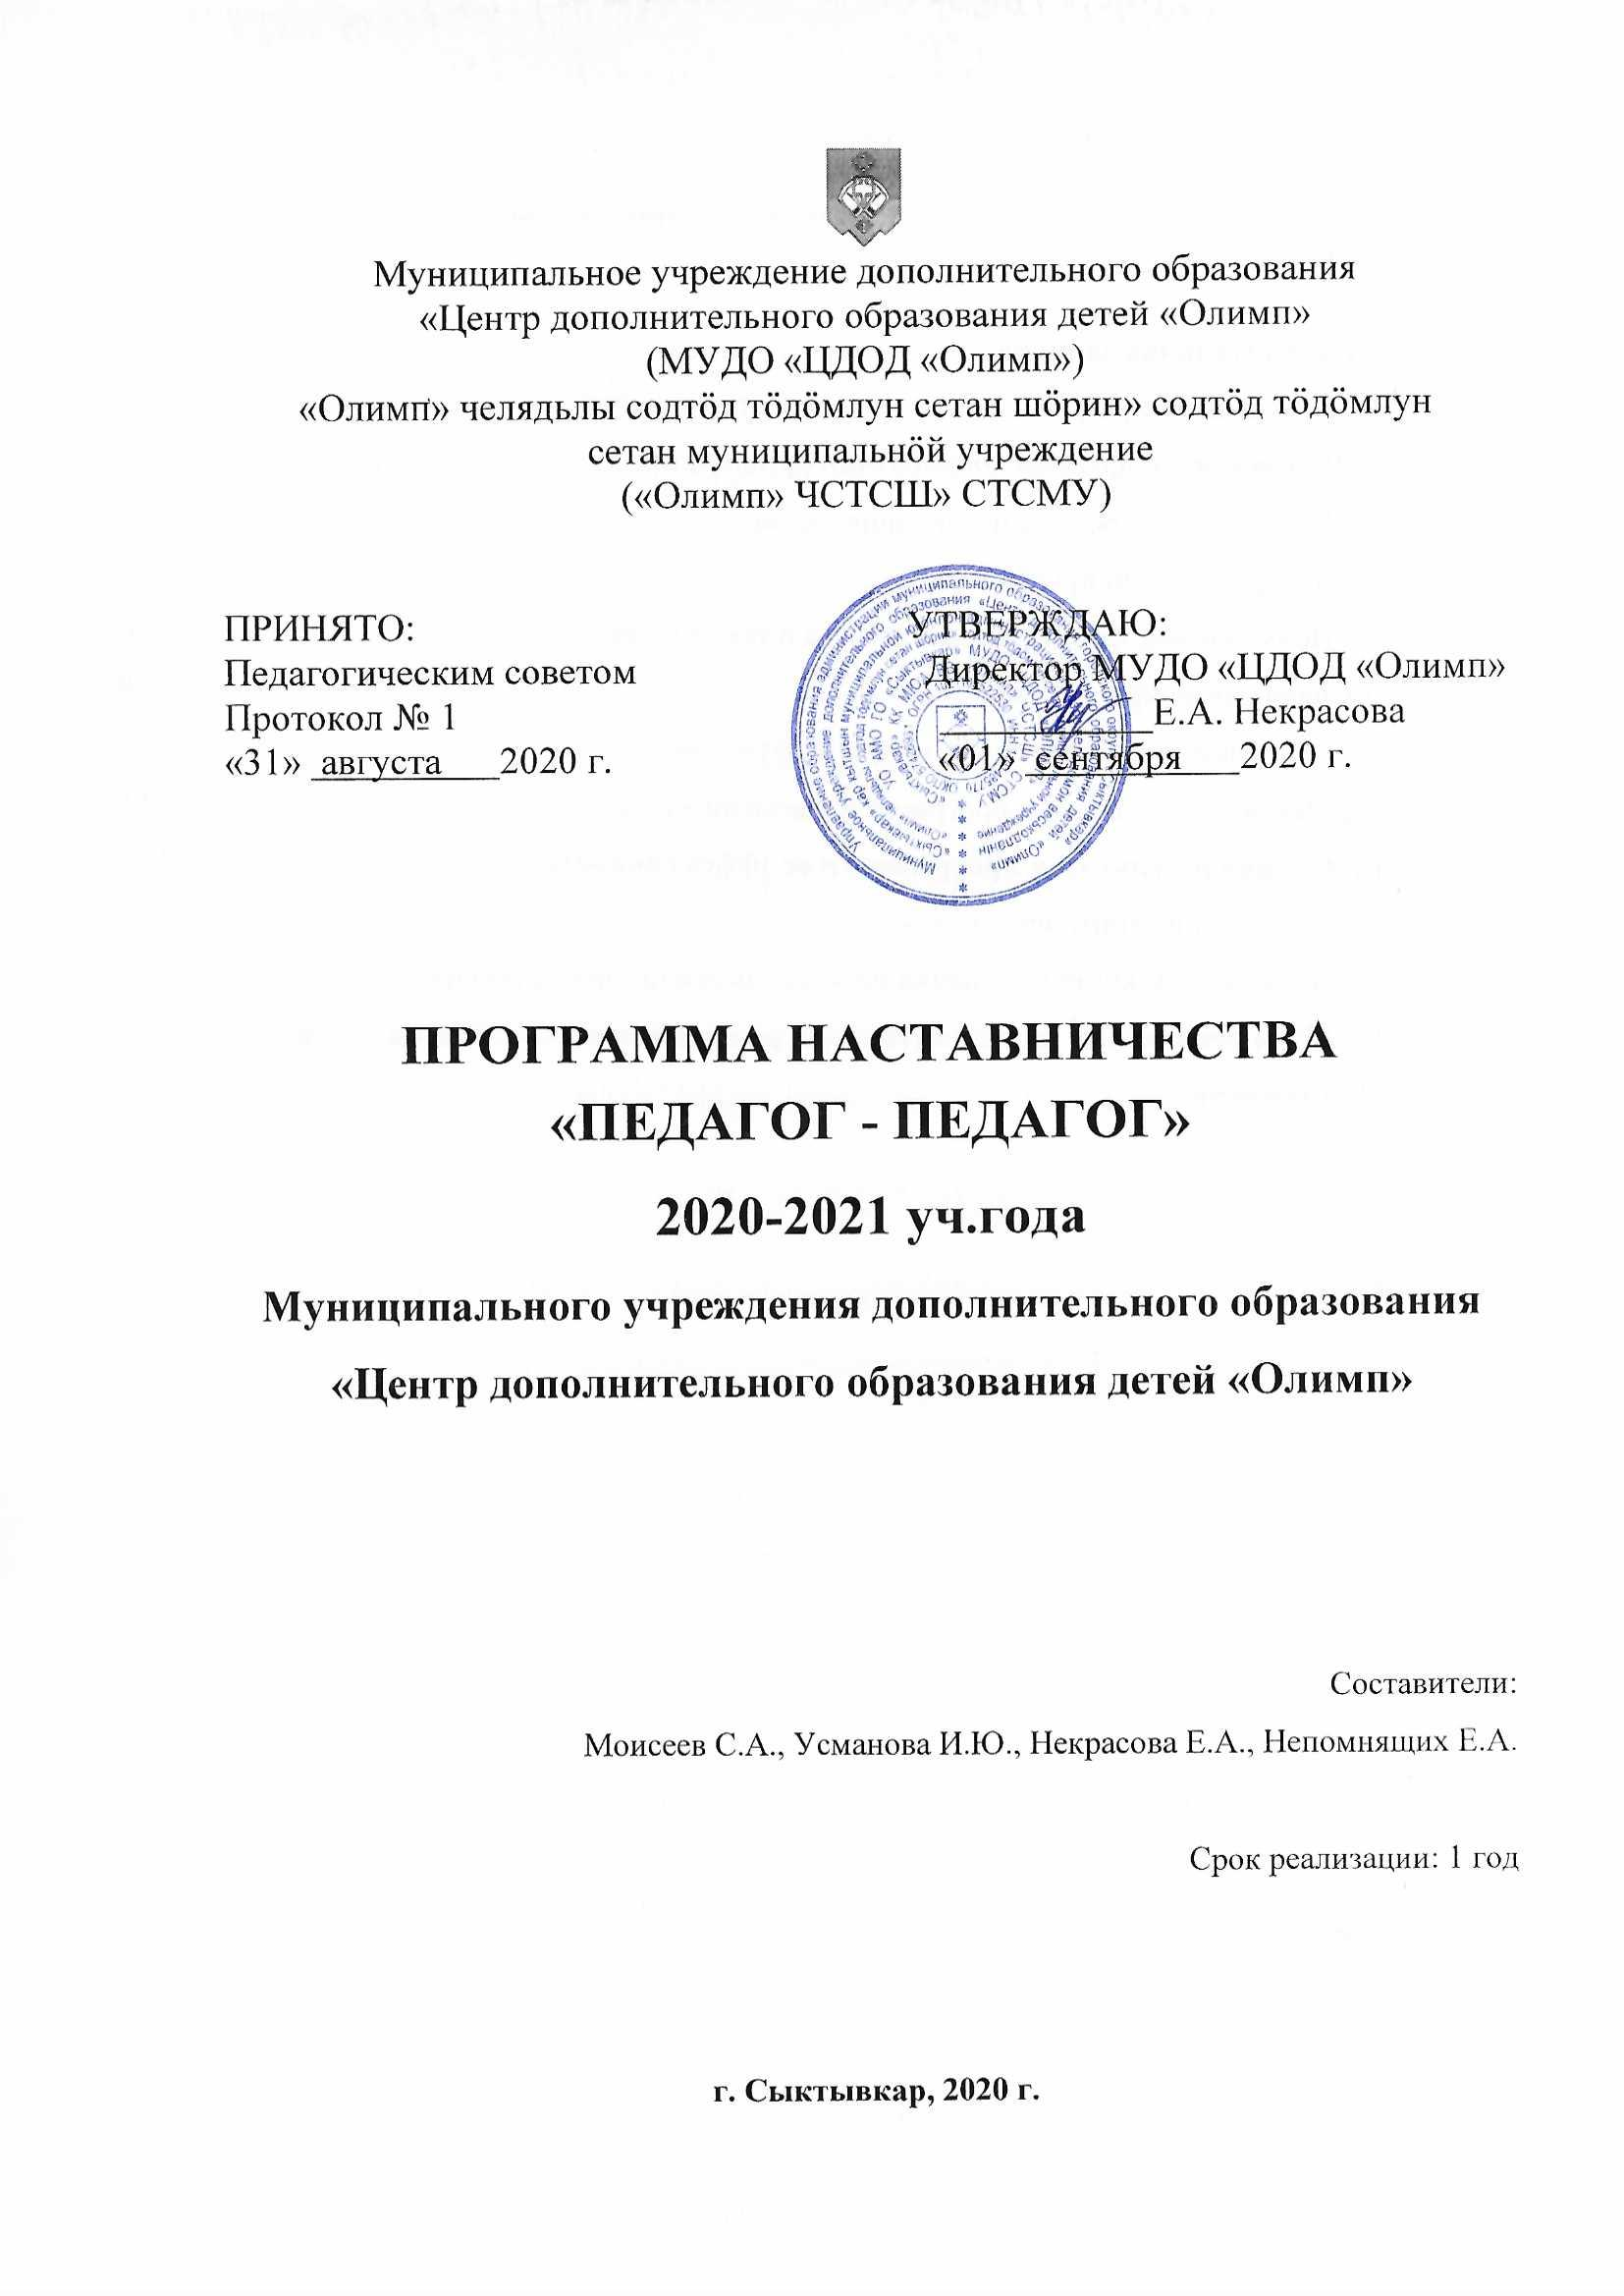 Муниципальное учреждение дополнительного образования
«Центр дополнительного образования детей «Олимп»
(МУДО «ЦДОД «Олимп»)
«Олимп» челядьлы содтӧд тӧдӧмлун сетан шӧрин» содтӧд тӧдӧмлун
сетан муниципальнӧй учреждение
(«Олимп» ЧСТСШ» СТСМУ)
ПРИНЯТО:
Педагогическим советом
Протокол № 1
«31» августа 2020 г.
УТВЕРЖДАЮ:
Директор МУДО «ЦДОД «Олимп»
Е.А. Некрасова
«01» сентября 2020 г.
ПРОГРАММА НАСТАВНИЧЕСТВА
«ПЕДАГОГ - ПЕДАГОГ»
2020-2021 уч.года
Муниципального учреждения дополнительного образования
«Центр дополнительного образования детей «Олимп»
Составители:
Моисеев С.А., Усманова И.Ю., Некрасова Е.А., Непомнящих Е.А.
Срок реализации: 1 год
г. Сыктывкар, 2020 г.